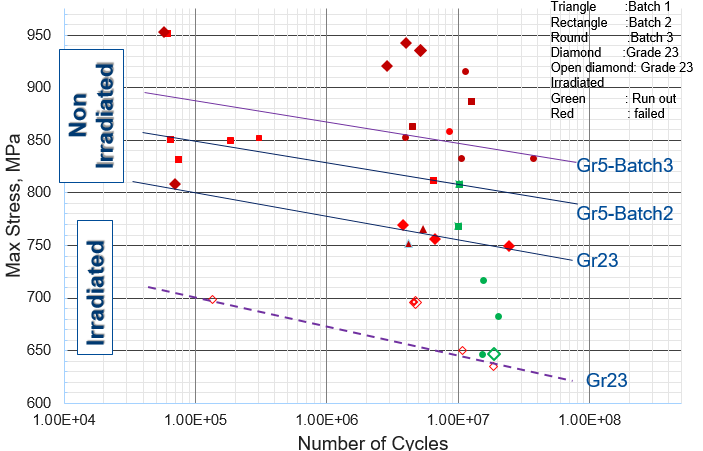 Triangle :Batch 1
Rectangle :Batch 2
Round :Batch 3
Diamond :Grade 23
Open diamond: Grade 23
Irradiated
Green : Run out
Red : failed
Max Stress, MPa
950
900
850
800
750
700
650
600
Non
Irradiated
Irradiated
Gr5-Batch3
Gr5-Batch2
Gr23
Gr23
1.00E+04 1.00E+05 1.00E+06 1.00E+07 1.00E+08
Number of Cycles